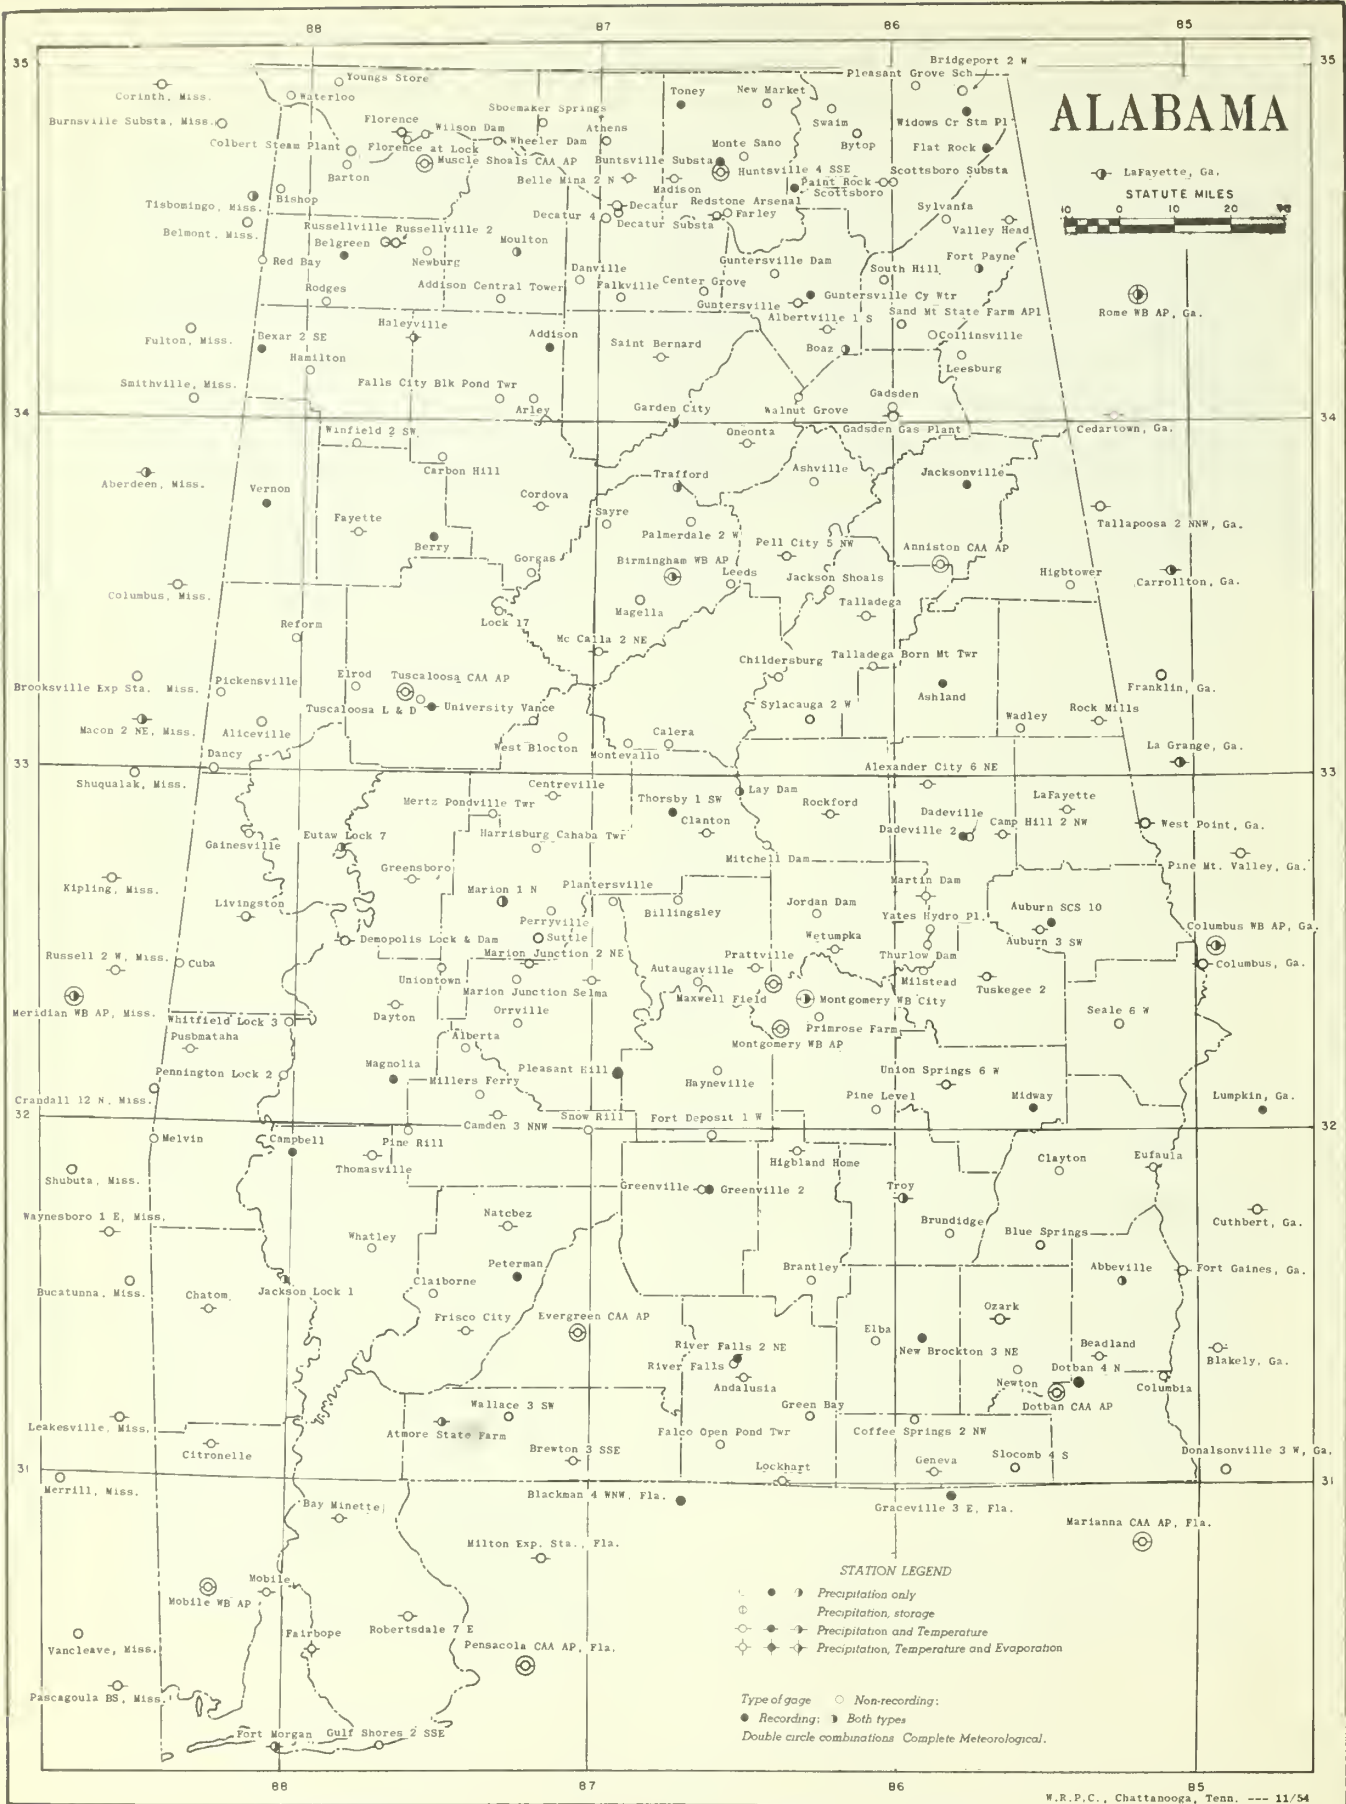 88 87 86 85
35 35
Bridgeport 2 W
Pleasant Grove Sch
Youngs Store
Corinth, Miss.
Waterloo
Toney
New Market
ALABAMA
Sboemaker Springs
Burnsville Substa, Miss.
Florence
Wilson Dam
Athens
Swaim
Widows Cr Stm Pl
Colbert Steam Plant
Florence at Lock
Wheeler Dam
Monte Sano
Bytop
Flat Rock
Muscle Shoals CAA AP
Buntsville Substa
Huntsville 4 SSE
Scottsboro Substa
LaFayette, Ga.
Barton
Belle Mina 2 N
Madison
Paint Rock
Scottsboro
STATUTE MILES
10 0 10 20
Tisbomingo, Miss.
Bishop
Decatur
Redstone Arsenal
Sylvania
Decatur 4
Farley
Decatur Substa
Belmont, Miss.
Russellville
Russellville 2
Valley Head
Belgreen
Moulton
Red Bay
Newburg
Guntersville Dam
Fort Payne
Danville
South Hill
Rodges
Addison Central Tower
Falkville
Center Grove
Guntersville
Guntersville Cy Wtr
Rome WB AP, Ga.
Albertville 1 S
Sand Mt State Farm AP1
Haleyville
Fulton, Miss.
Bexar 2 SE
Addison
Saint Bernard
Boaz
Collinsville
Hamilton
Leesburg
Smithville, Miss.
Falls City Blk Pond Twr
Gadsden
Arley
Garden City
Walnut Grove
34 34
Winfield 2 SW
Oneonta
Gadsden Gas Plant
Cedartown, Ga.
Aberdeen, Miss.
Carbon Hill
Trafford
Ashville
Jacksonville
Vernon
Cordova
Fayette
Sayre
Palmerdale 2 W
Tallapoosa 2 NNW, Ga.
Berry
Pell City 5 NW
Anniston CAA AP
Gorgas
Birmingham WB AP
Leeds
Jackson Shoals
Higbtower
Carrollton, Ga.
Columbus, Miss.
Magella
Talladega
Reform
Lock 17
Mc Calla 2 NE
Childersburg
Talladega Born Mt Twr
Brooksville Exp Sta. Miss.
Pickensville
Elrod
Tuscaloosa CAA AP
Ashland
Franklin, Ga.
Tuscaloosa L & D
University
Vance
Sylacauga 2 W
Rock Mills
Macon 2 NE, Miss.
Aliceville
Wadley
Dancy
West Blocton
Montevallo
Calera
La Grange, Ga.
33 33
Shuqualak, Miss.
Centreville
Alexander City 6 NE
Mertz Pondville Twr
Thorsby 1 SW
Lay Dam
Rockford
LaFayette
Gainesville
Eutaw Lock 7
Harrisburg Cahaba Twr
Clanton
Dadeville
Dadeville 2
Camp Hill 2 NW
West Point, Ga.
Mitchell Dam
Greensboro
Pine Mt. Valley, Ga.
Kipling, Miss.
Marion 1 N
Plantersville
Martin Dam
Livingston
Perryville
Billingsley
Jordan Dam
Yates Hydro Pl.
Auburn SCS 10
Columbus WB AP, Ga.
Demopolis Lock & Dam
Suttle
Wetumpka
Auburn 3 SW
Marion Junction 2 NE
Prattville
Thurlow Dam
Russell 2 W, Miss.
Cuba
Autaugaville
Columbus, Ga.
Uniontown
Marion Junction
Selma
Milstead
Tuskegee 2
Maxwell Field
Montgomery WB City
Meridian WB AP, Miss.
Whitfield Lock 3
Dayton
Orrville
Primrose Farm
Seale 6 W
Pusbmataha
Alberta
Montgomery WB AP
Pennington Lock 2
Magnolia
Pleasant Hill
Hayneville
Union Springs 6 W
Millers Ferry
Crandall 12 N, Miss.
Pine Level
Midway
Lumpkin, Ga.
32 32
Camden 3 NNW
Snow Rill
Fort Deposit 1 W
Melvin
Campbell
Pine Rill
Shubuta, Miss.
Thomasville
Higbland Home
Clayton
Eufaula
Greenville
Greenville 2
Troy
Waynesboro 1 E, Miss.
Natcbez
Brundidge
Blue Springs
Cuthbert, Ga.
Whatley
Bucatunna, Miss.
Chatom
Jackson Lock 1
Claiborne
Peterman
Brantley
Abbeville
Fort Gaines, Ga.
Frisco City
Evergreen CAA AP
Ozark
Elba
River Falls 2 NE
New Brockton 3 NE
Beadland
Blakely, Ga.
River Falls
Dotban 4 N
Andalusia
Newton
Columbia
Dotban CAA AP
Leakesville, Miss.
Wallace 3 SW
Green Bay
Atmore State Farm
Falco Open Pond Twr
Coffee Springs 2 NW
Citronelle
Brewton 3 SSE
Slocomb 4 S
Donalsonville 3 W, Ga.
31 31
Lockhart
Geneva
Merrill, Miss.
Bay Minette
Blackman 4 WNW, Fla.
Graceville 3 E, Fla.
Marianna CAA AP, Fla.
Milton Exp. Sta., Fla.
STATION LEGEND
Mobile
Mobile WB AP
Precipitation only
Precipitation, storage
Precipitation and Temperature
Precipitation, Temperature and Evaporation
Vancleave, Miss.
Fairbope
Robertsdale 7 E
Pensacola CAA AP, Fla.
Pascagoula BS, Miss.
Type of gage Non-recording:
Recording: Both types
Double circle combinations Complete Meteorological.
Fort Morgan
Gulf Shores 2 SSE
88 87 86 85
W.R.P.C., Chattanooga, Tenn. --- 11/54